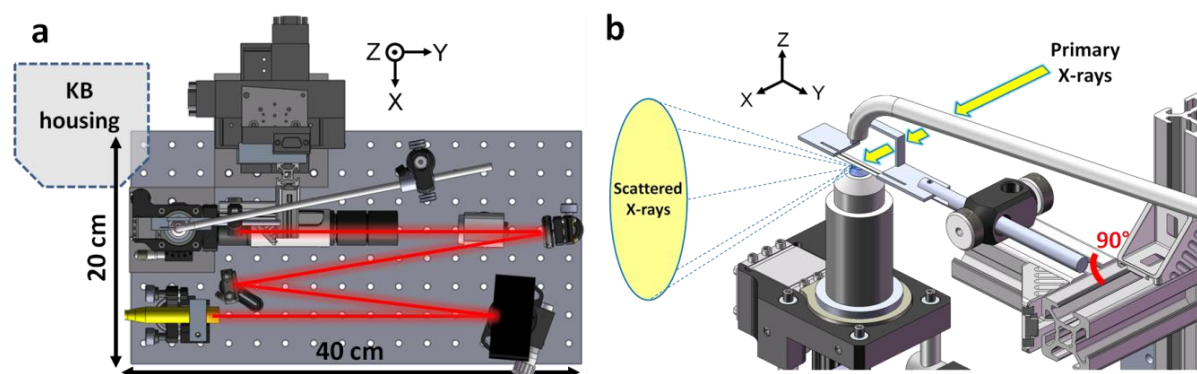 a
KB
housing
Z
Y
X
20 cm
40 cm
b
Z
X
Y
Primary
X-rays
Scattered
X-rays
90°